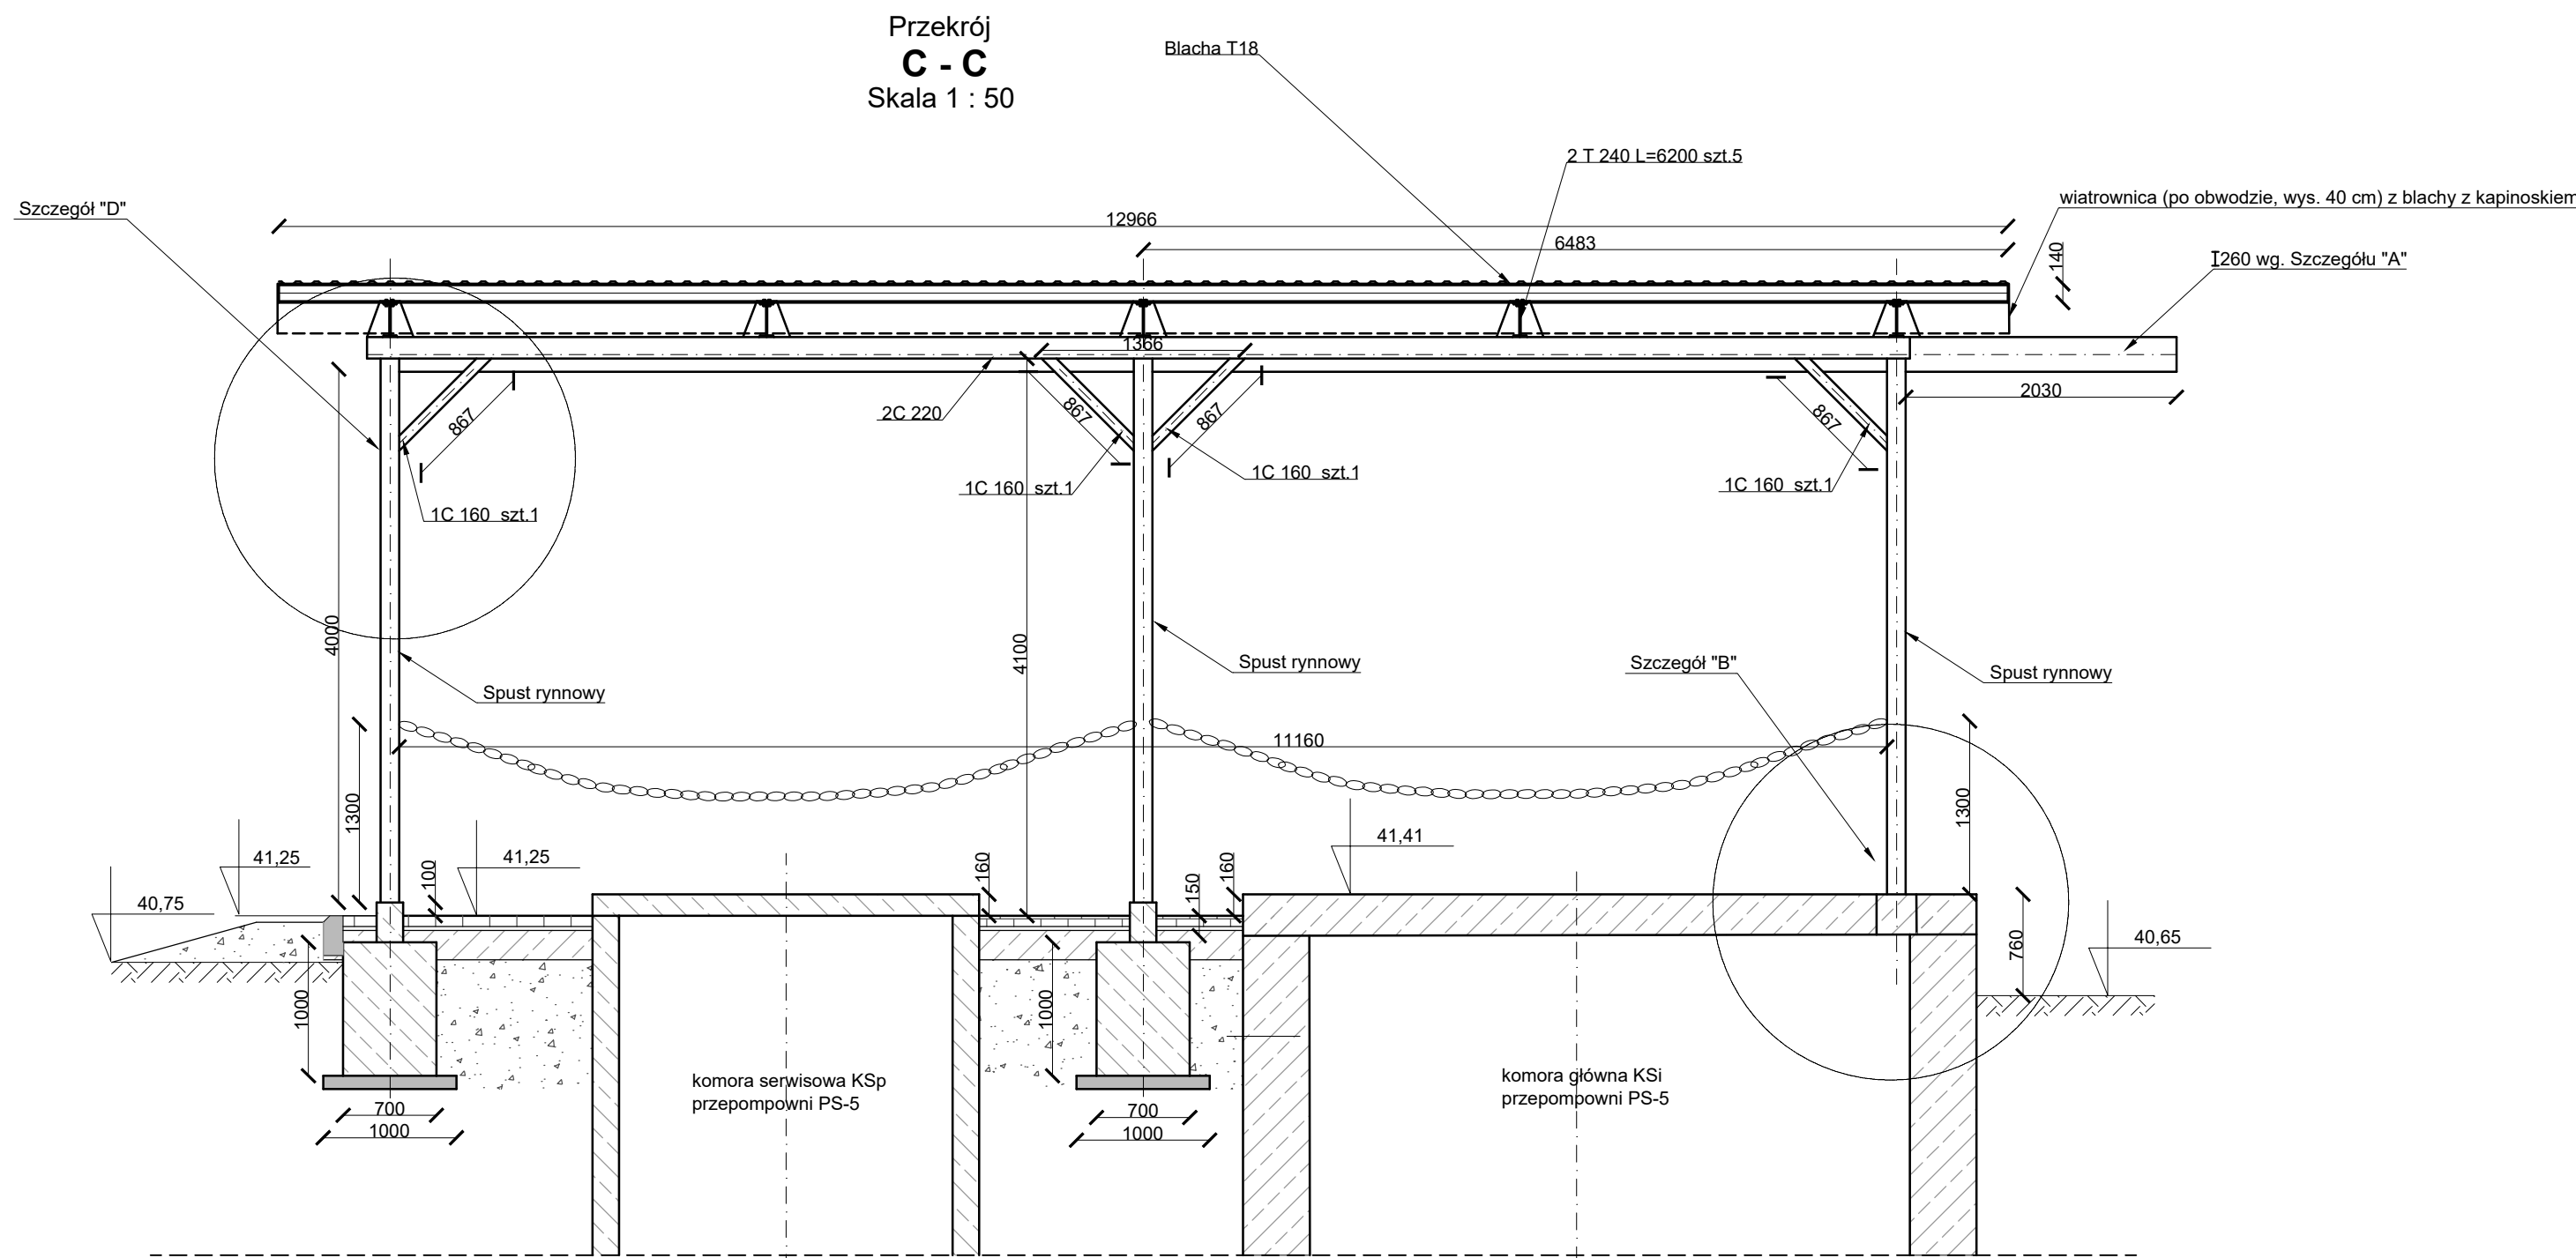 Przekrój
C - C
Skala 1 : 50
Blacha T18
2 T 240 L=6200 szt.5
wiatrownica (po obwodzie, wys. 40 cm) z blachy z kapinoskiem
Szczegół "D"
12966
6483
140
I260 wg. Szczegółu "A"
1366
2030
867
2C 220
867
867
867
1C 160 szt.1
1C 160 szt.1
1C 160 szt.1
1C 160 szt.1
4000
4100
Spust rynnowy
Spust rynnowy
Szczegół "B"
Spust rynnowy
11160
1300
1300
41,25
41,25
41,41
100
160
150
160
40,75
40,65
760
1000
1000
komora serwisowa KSp
przepompowni PS-5
komora główna KSi
przepompowni PS-5
700
1000
700
1000